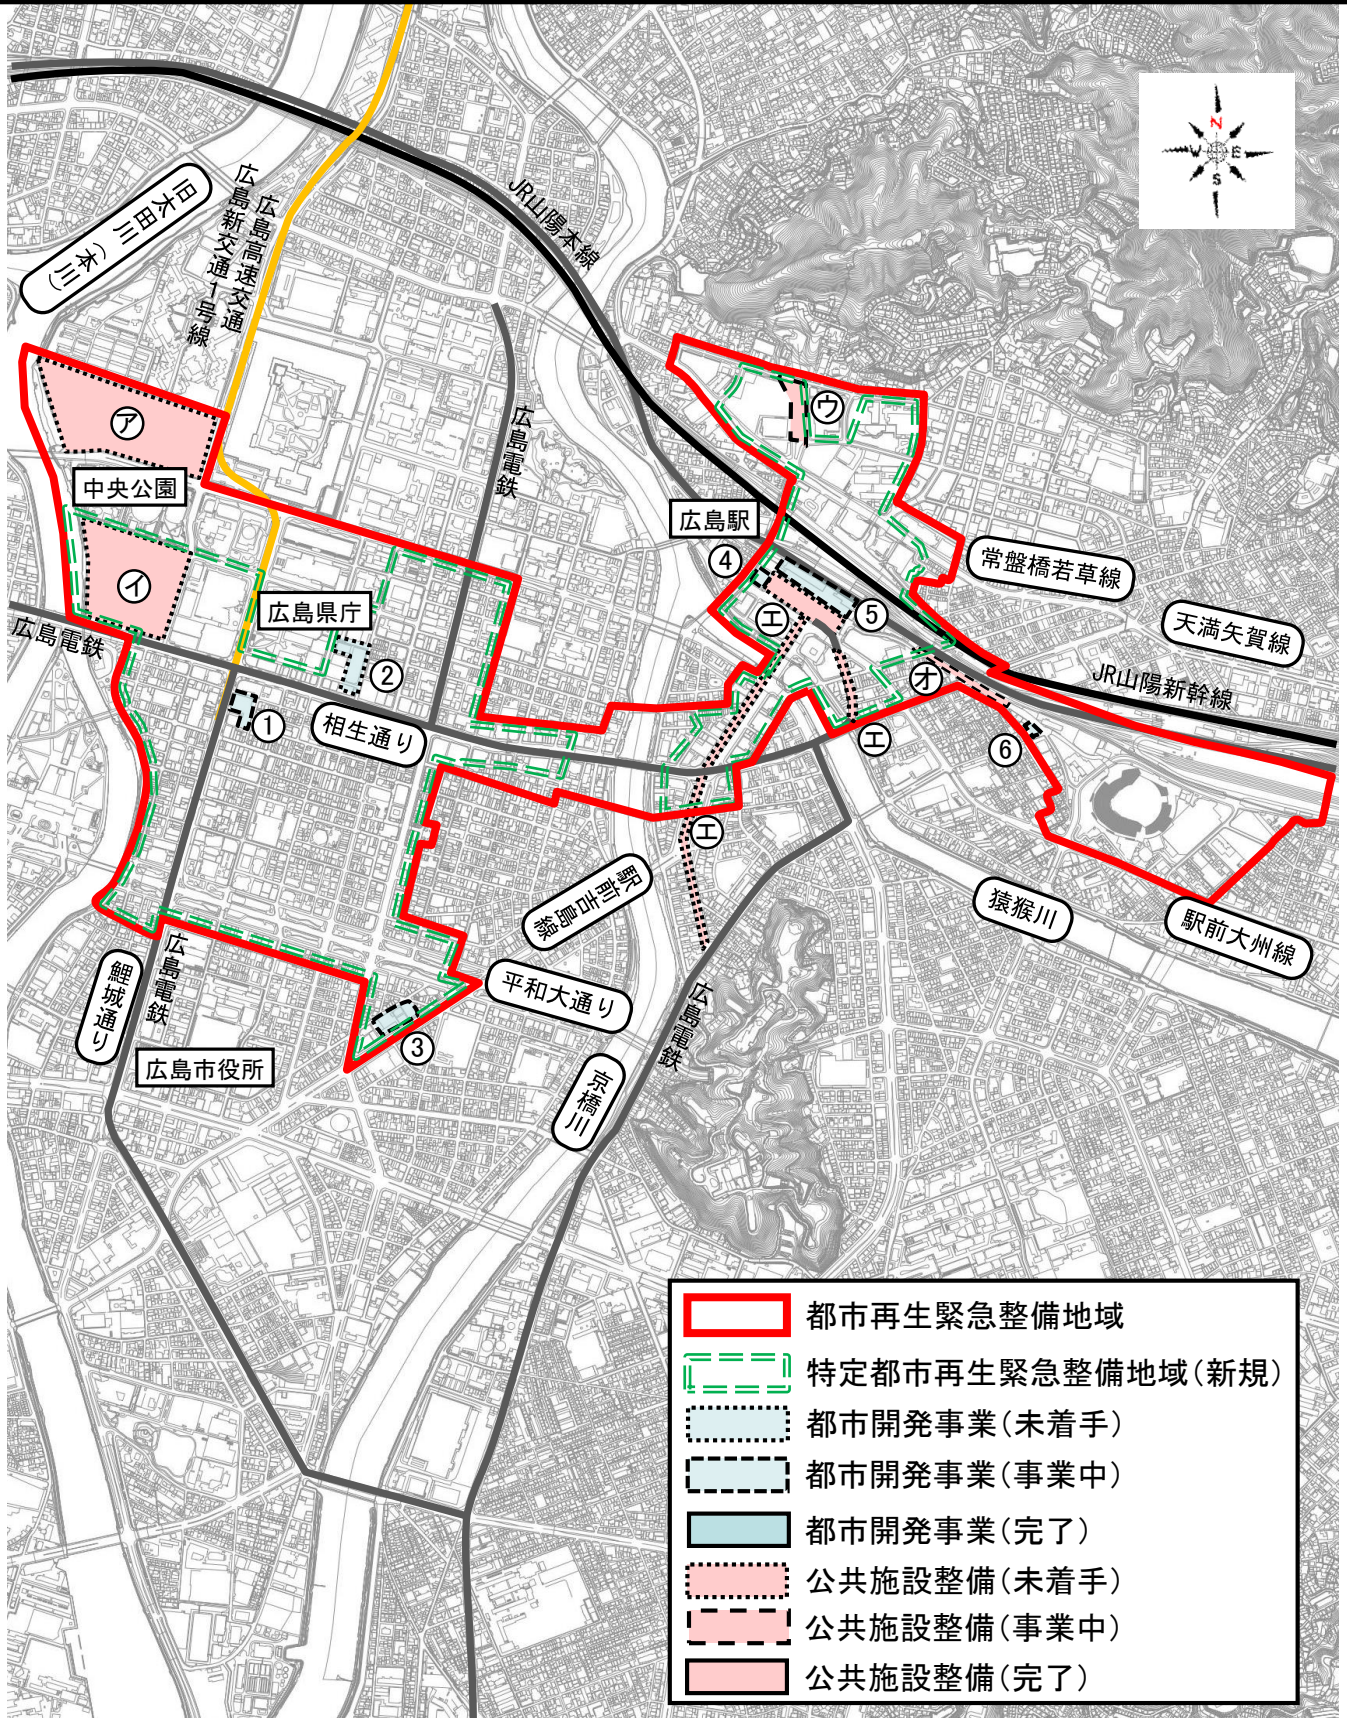 N
W
E
S
JR山陽本線
旧太田川（本川）
広島高速交通
広島新交通1号線
広島電鉄
㋐
㋒
中央公園
広島駅
④
常盤橋若草線
㋑
広島県庁
㋓
⑤
天満矢賀線
広島電鉄
②
㋔
JR山陽新幹線
①
相生通り
㋓
⑥
㋓
駅前吉島線
猿猴川
駅前大州線
鯉城通り
広島電鉄
平和大通り
広島電鉄
③
広島市役所
京橋川
都市再生緊急整備地域
特定都市再生緊急整備地域（新規）
都市開発事業（未着手）
都市開発事業（事業中）
都市開発事業（完了）
公共施設整備（未着手）
公共施設整備（事業中）
公共施設整備（完了）